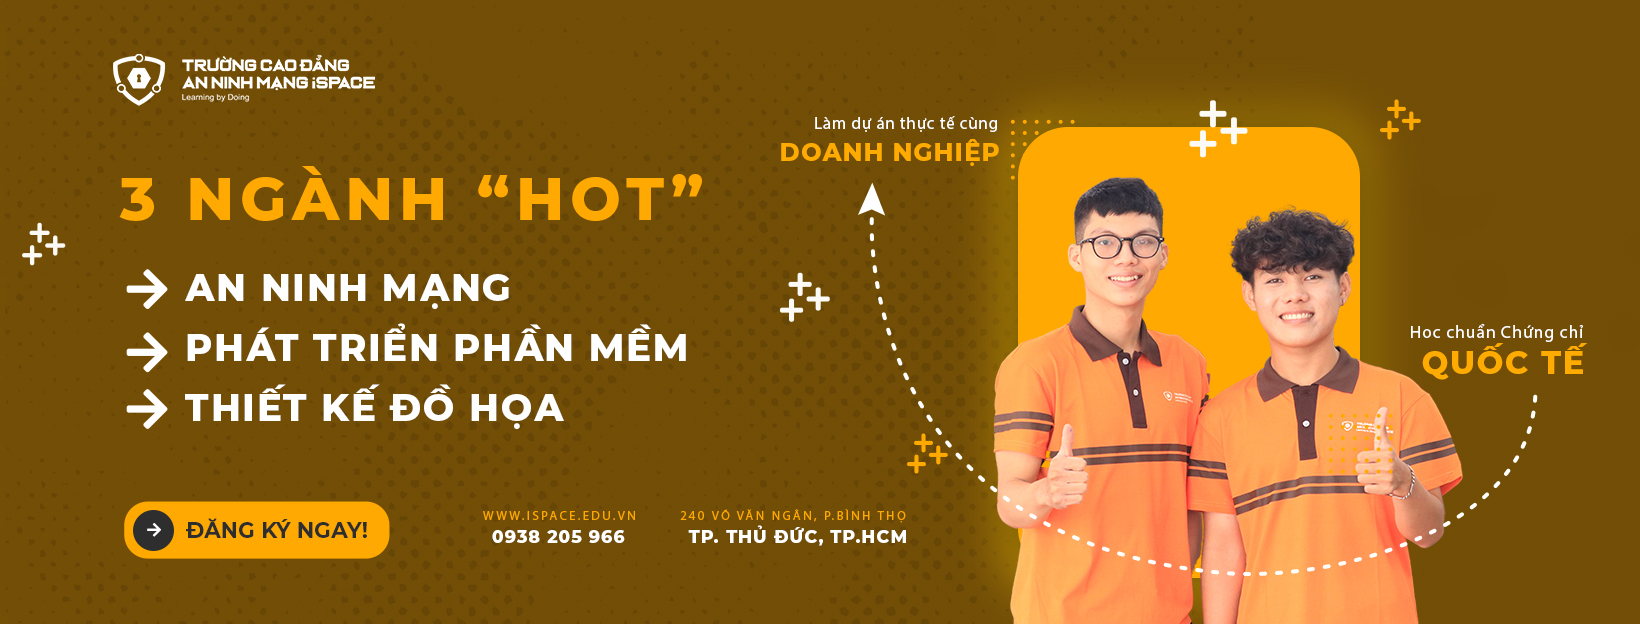 TRƯỜNG CAO ĐẲNG
AN NINH MẠNG iSPACE
Learning by Doing
3 NGÀNH “HOT”
AN NINH MẠNG
PHÁT TRIỂN PHẦN MỀM
THIẾT KẾ ĐỒ HỌA
ĐĂNG KÝ NGAY!
WWW.ISPACE.EDU.VN
0938 205 966
240 VÕ VĂN NGÂN, P.BÌNH THỌ
TP. THỦ ĐỨC, TP.HCM
Làm dự án thực tế cùng
DOANH NGHIỆP
Hoc chuẩn Chứng chỉ
QUỐC TẾ